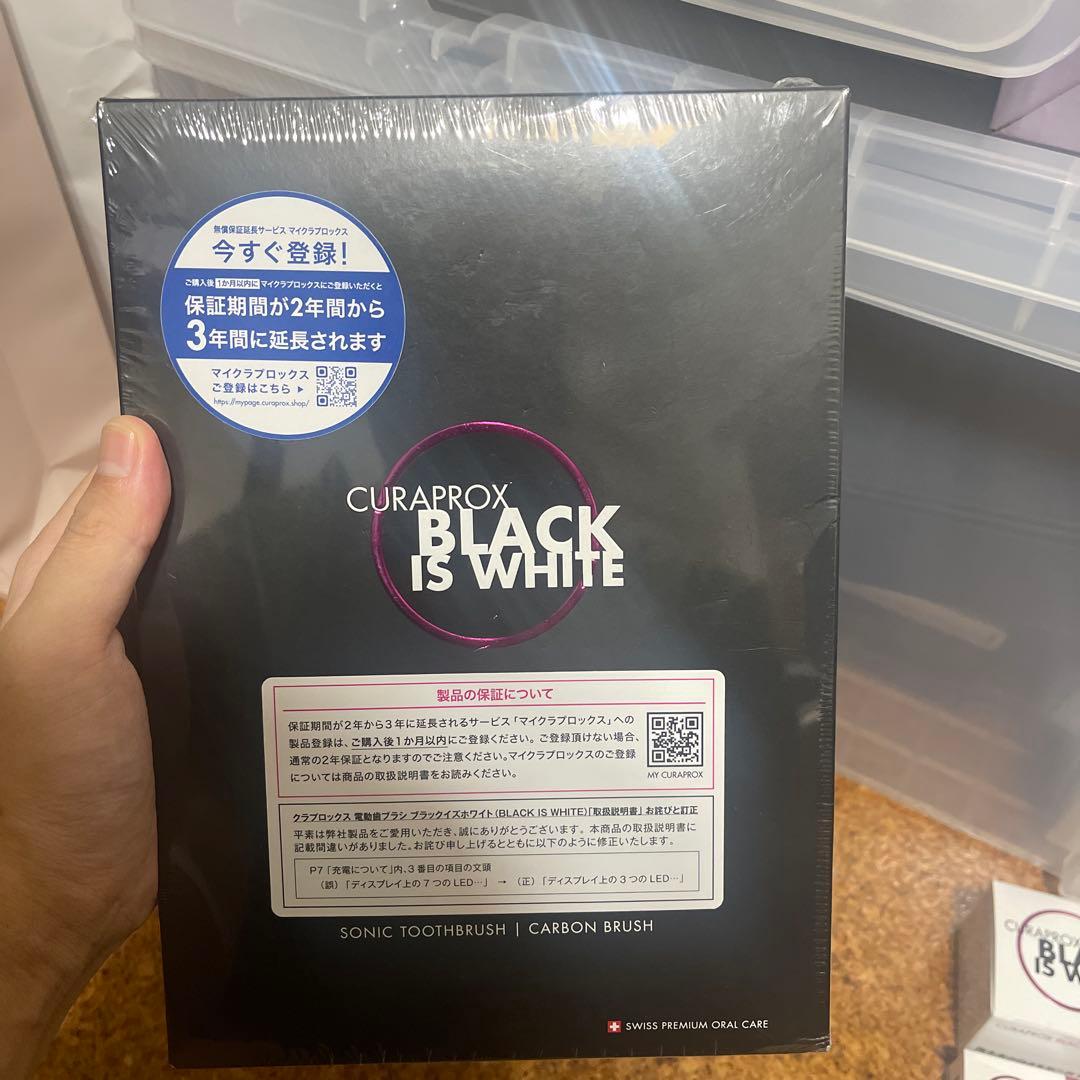 無償保証延長サービス マイクラプロックス
今すぐ登録!
ご購入後 1か月以内に マイクラプロックスにご登録いただくと
保証期間が2年間から
3年間に延長されます
マイクラプロックス
ご登録はこちら ▶
https://mypage.curaprox.shop/
CURAPROX
BLACK
IS WHITE
製品の保証について
保証期間が2年から3年に延長されるサービス「マイクラプロックス」への
製品登録は、ご購入後1か月以内にご登録ください。ご登録頂けない場合、
通常の2年保証となりますのでご注意ください。マイクラプロックスのご登録
については商品の取扱説明書をお読みください。
MY CURAPROX
クラプロックス 電動歯ブラシ ブラックイズホワイト(BLACK IS WHITE)「取扱説明書」お詫びと訂正
平素は弊社製品をご愛用いただき、誠にありがとうございます。本商品の取扱説明書に
記載間違いがありました。お詫び申し上げるとともに以下のように修正いたします。
P7「充電について」内、3番目の項目の文頭
(誤)「ディスプレイ上の7つのLED…」 → (正)「ディスプレイ上の3つのLED…」
SONIC TOOTHBRUSH | CARBON BRUSH
SWISS PREMIUM ORAL CARE
CURAPROX
BLA
IS W
CURAPROX